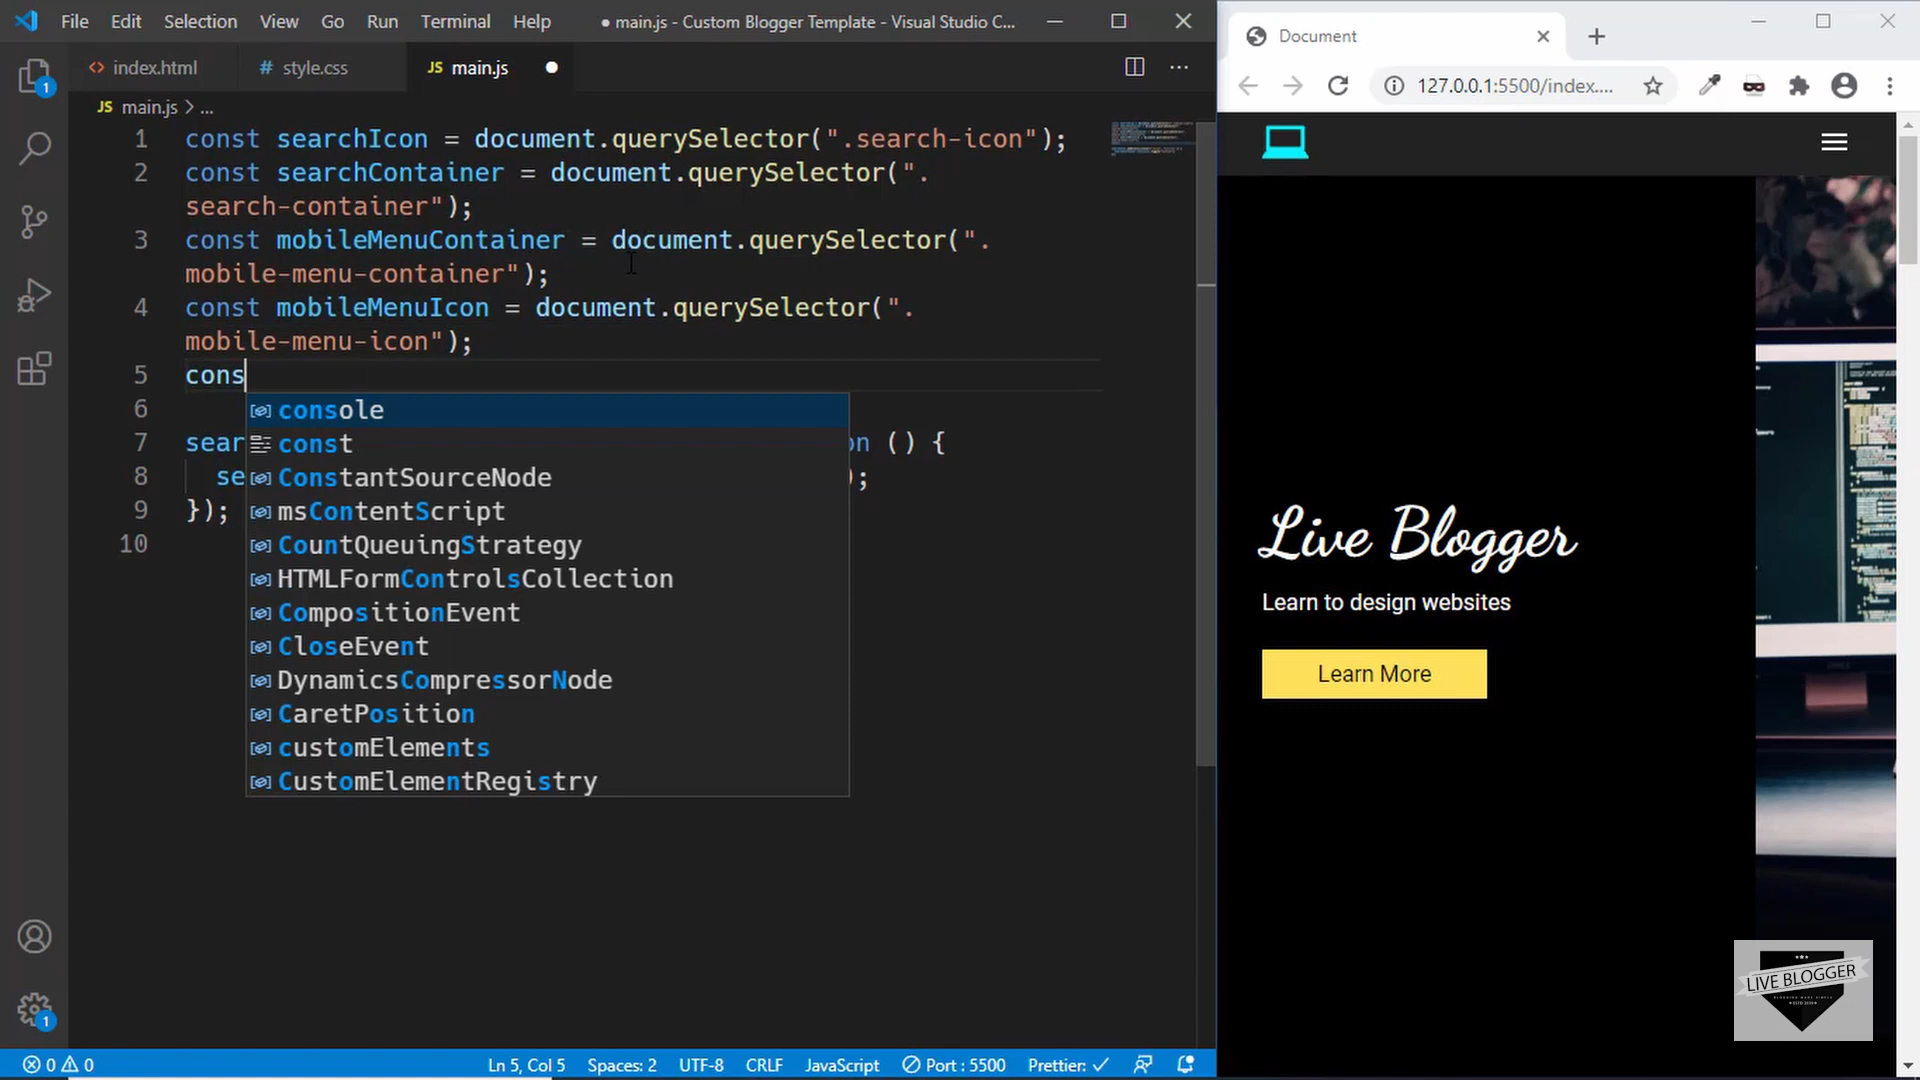 File Edit Selection View Go Run Terminal Help
● main.js - Custom Blogger Template - Visual Studio C...
index.html
style.css
JS main.js
JS main.js > ...
1 const searchIcon = document.querySelector(".search-icon");
2 const searchContainer = document.querySelector(".
search-container");
3 const mobileMenuContainer = document.querySelector(".
mobile-menu-container");
4 const mobileMenuIcon = document.querySelector(".
mobile-menu-icon");
5 cons
6
7 sear on () {
8 se );
9 });
10
console
const
ConstantSourceNode
msContentScript
CountQueuingStrategy
HTMLFormControlsCollection
CompositionEvent
CloseEvent
DynamicsCompressorNode
CaretPosition
customElements
CustomElementRegistry
1
1
0 0
Ln 5, Col 5
Spaces: 2
UTF-8
CRLF
JavaScript
Port : 5500
Prettier: ✓
Document
127.0.0.1:5500/index....
Live Blogger
Learn to design websites
Learn More
LIVE BLOGGER